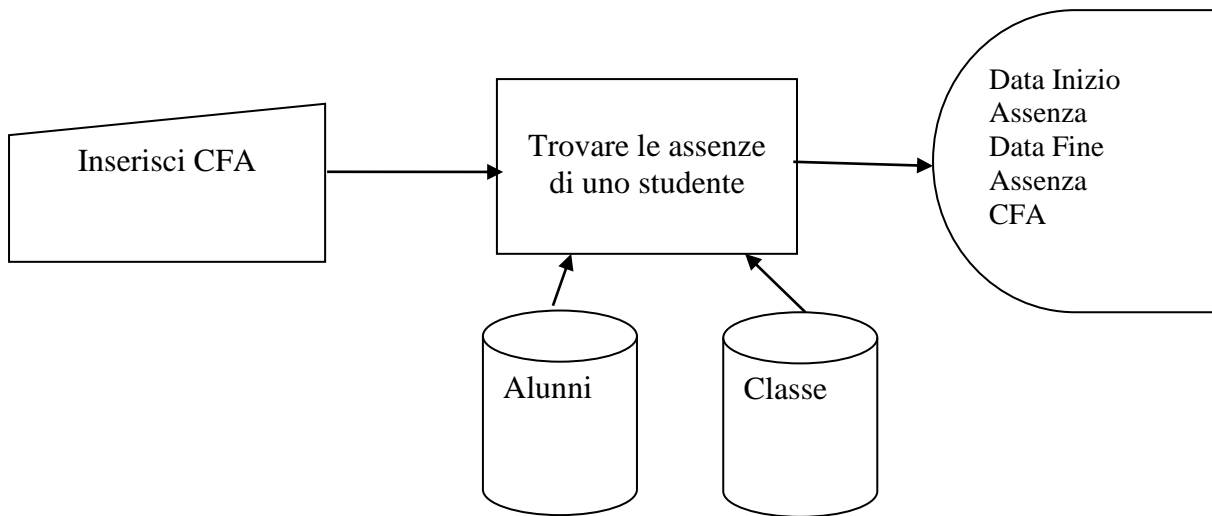 Inserisci CFA
Trovare le assenze
di uno studente
Data Inizio
Assenza
Data Fine
Assenza
CFA
Alunni
Classe